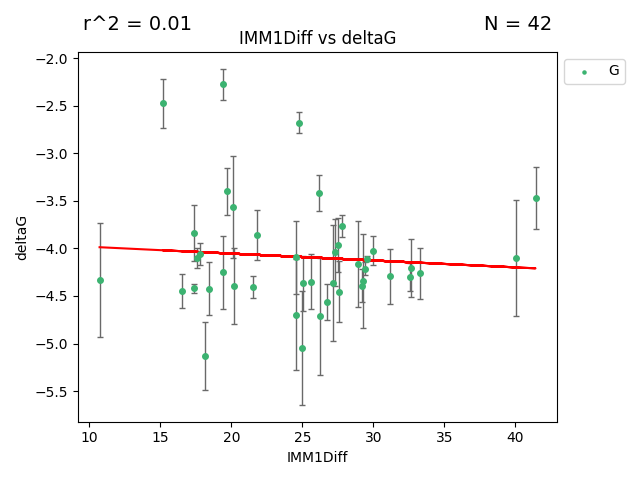 r^2 = 0.01
N = 42
IMM1Diff vs deltaG
G
deltaG
−2.0
−2.5
−3.0
−3.5
−4.0
−4.5
−5.0
−5.5
10 15 20 25 30 35 40
IMM1Diff